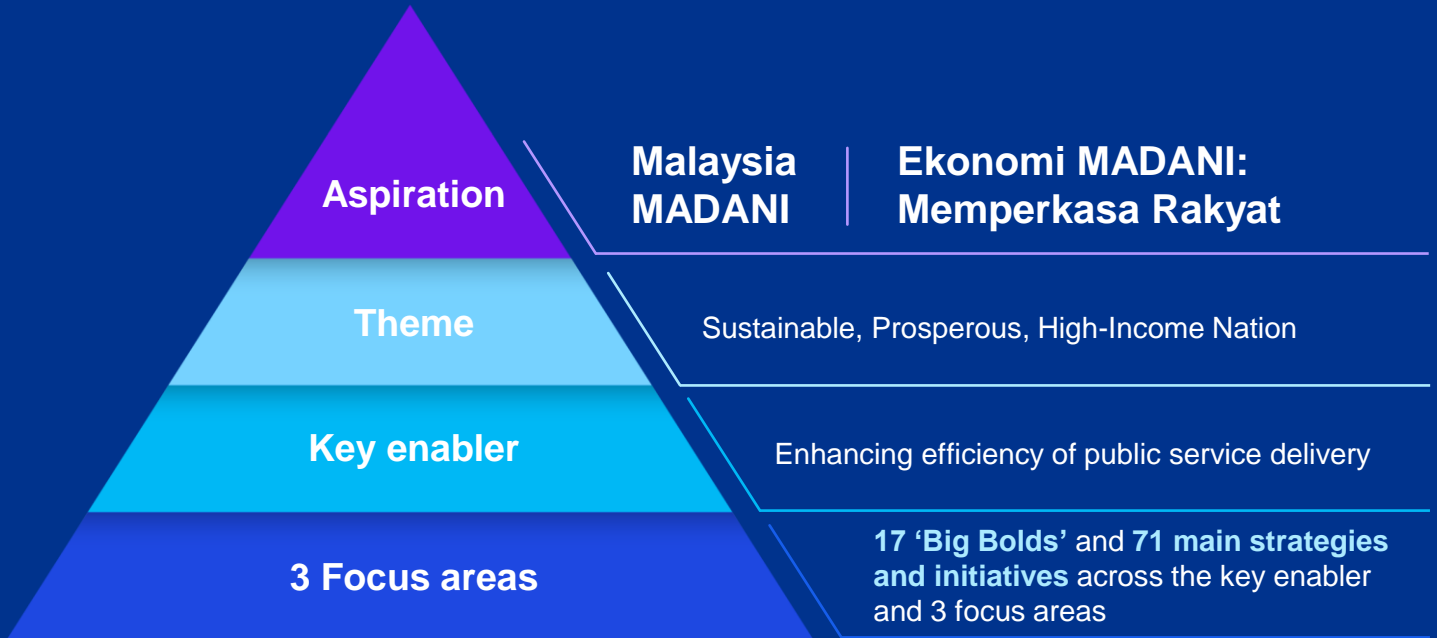 Aspiration
Malaysia
MADANI
Ekonomi MADANI:
Memperkasa Rakyat
Theme
Sustainable, Prosperous, High-Income Nation
Key enabler
Enhancing efficiency of public service delivery
3 Focus areas
17 ‘Big Bolds’ and 71 main strategies
and initiatives across the key enabler
and 3 focus areas